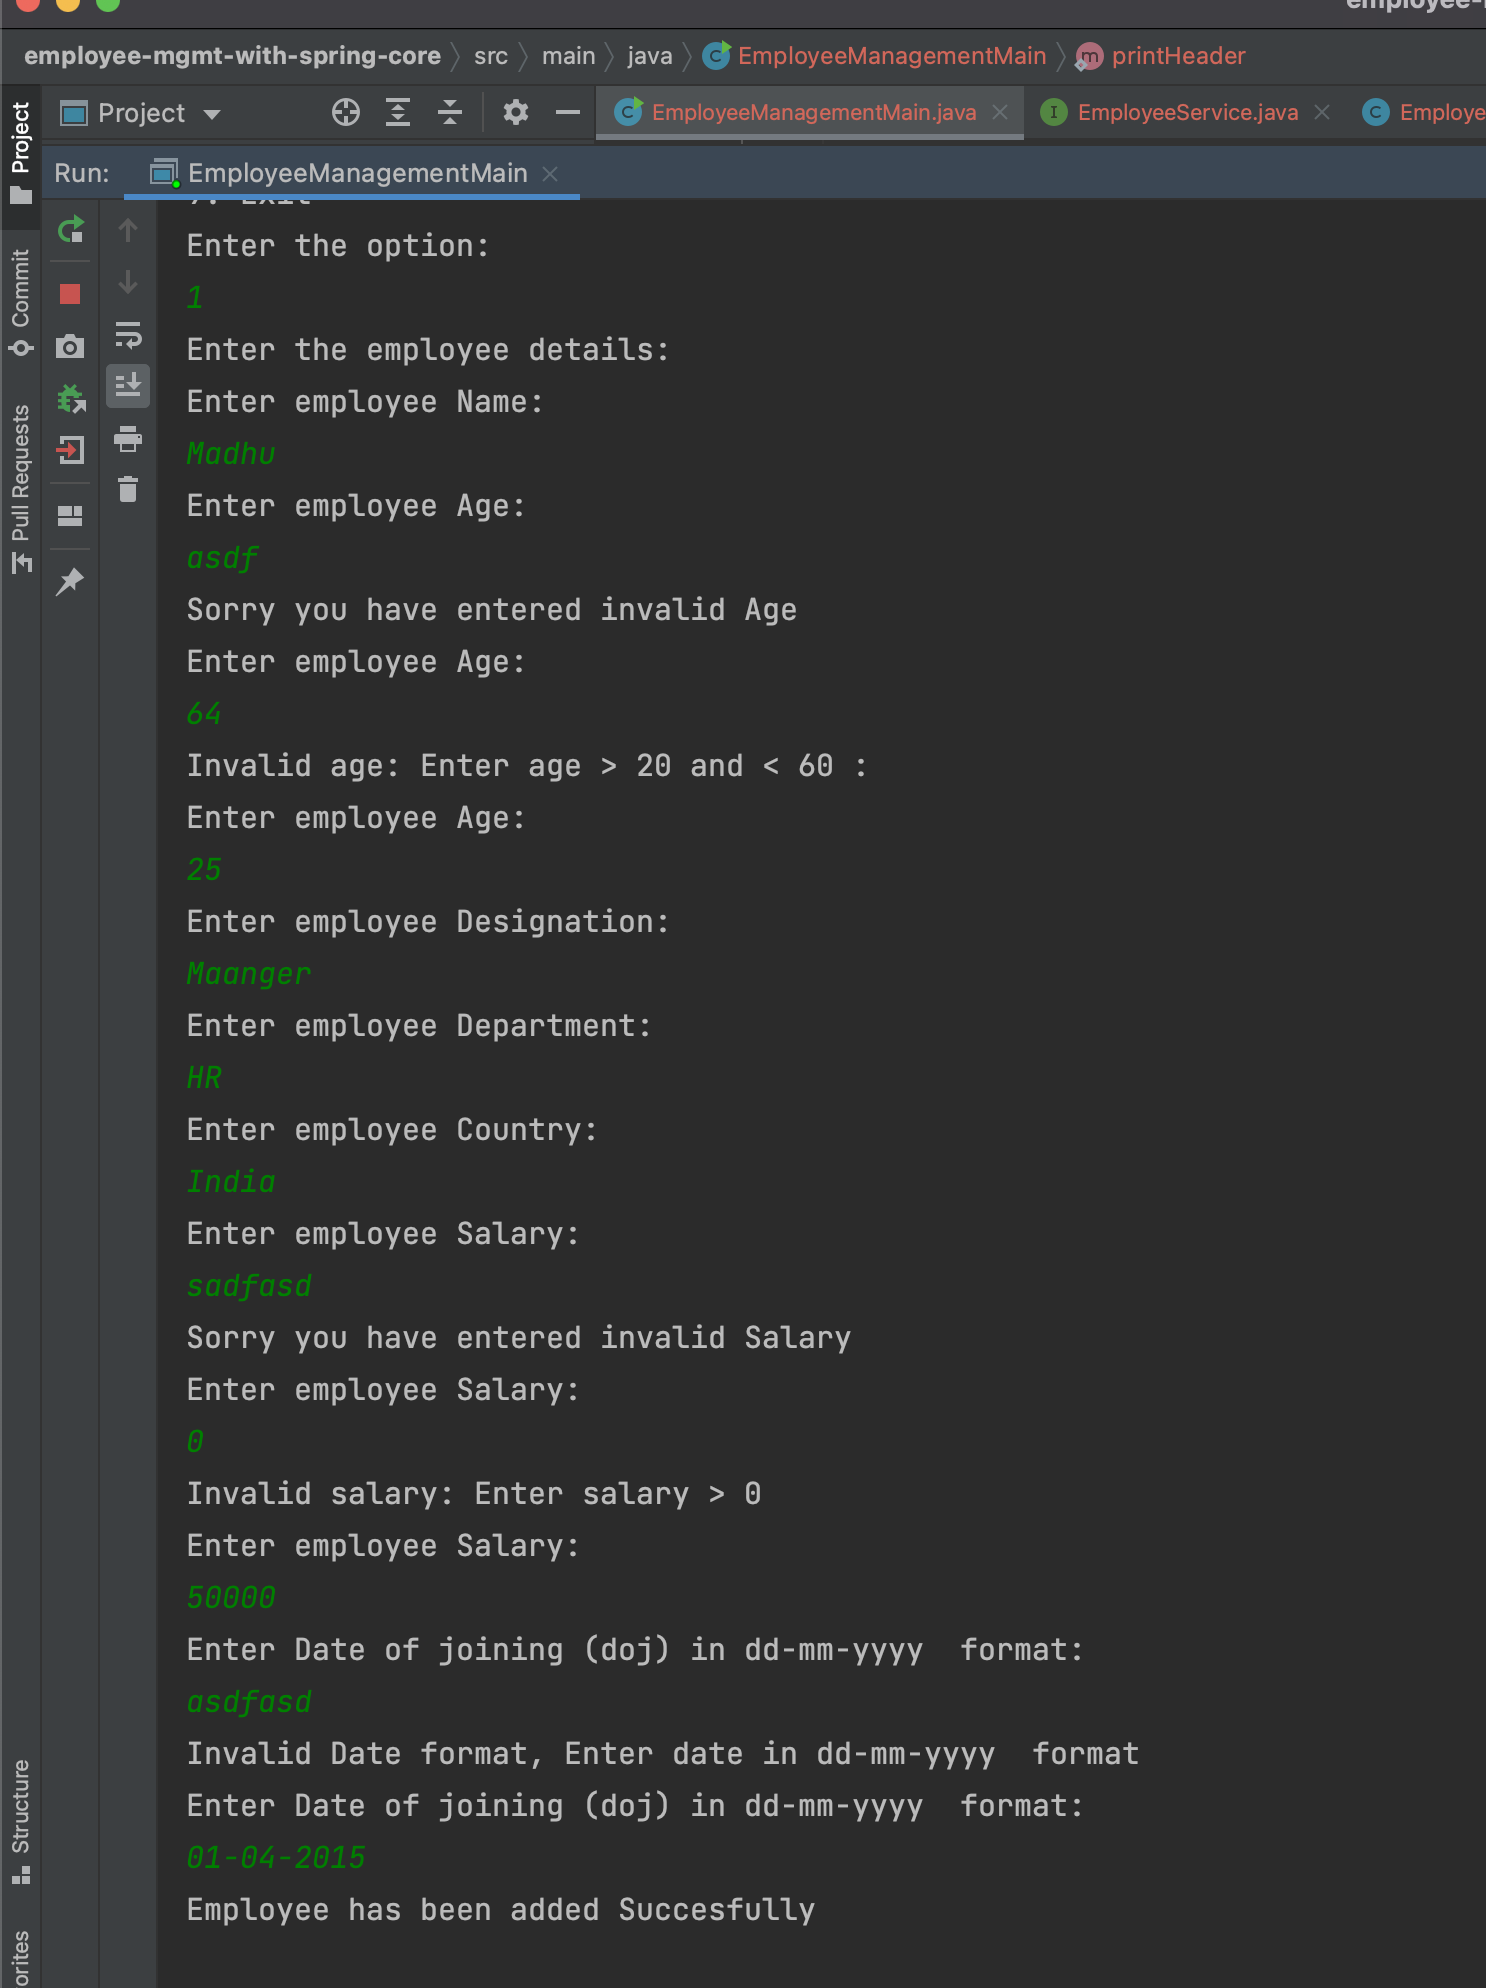 employee-
employee-mgmt-with-spring-core src main java EmployeeManagementMain printHeader
Project EmployeeManagementMain.java EmployeeService.java Employe
Run: EmployeeManagementMain
Project
Commit
Pull Requests
Structure
orites
7. Exit
Enter the option:
1
Enter the employee details:
Enter employee Name:
Madhu
Enter employee Age:
asdf
Sorry you have entered invalid Age
Enter employee Age:
64
Invalid age: Enter age > 20 and < 60 :
Enter employee Age:
25
Enter employee Designation:
Maanger
Enter employee Department:
HR
Enter employee Country:
India
Enter employee Salary:
sadfasd
Sorry you have entered invalid Salary
Enter employee Salary:
0
Invalid salary: Enter salary > 0
Enter employee Salary:
50000
Enter Date of joining (doj) in dd-mm-yyyy  format:
asdfasd
Invalid Date format, Enter date in dd-mm-yyyy  format
Enter Date of joining (doj) in dd-mm-yyyy  format:
01-04-2015
Employee has been added Succesfully